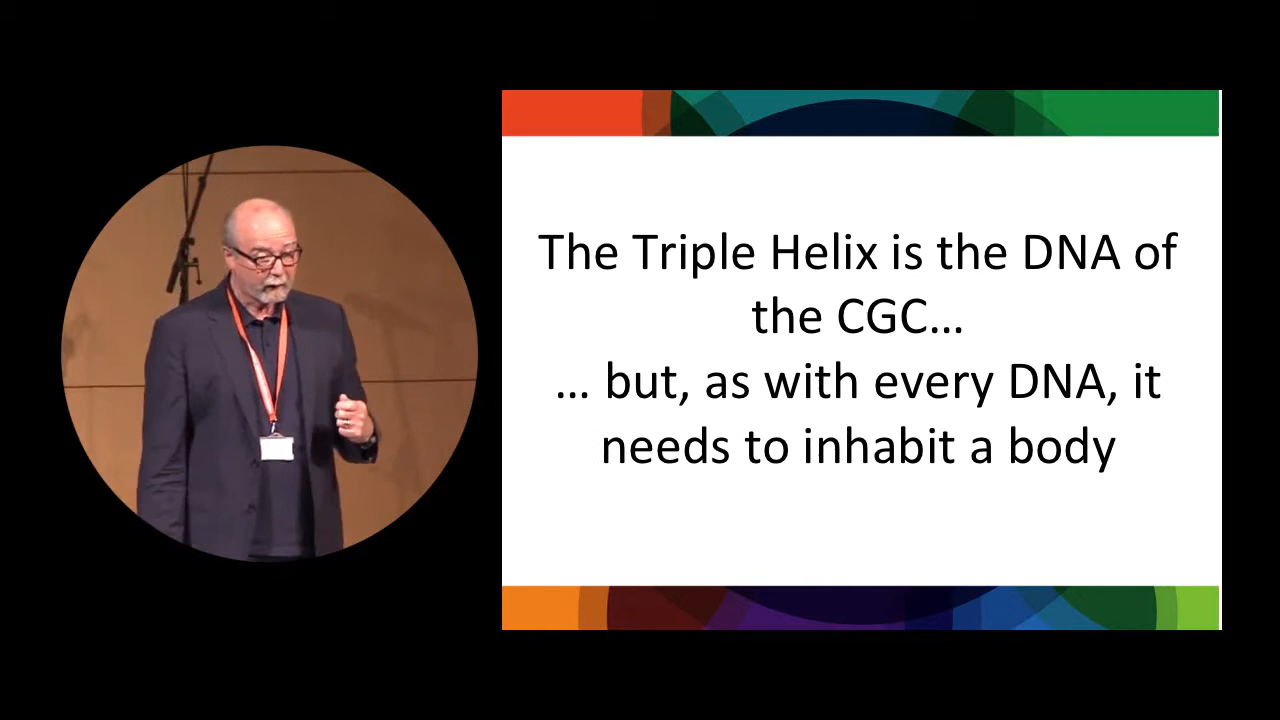 The Triple Helix is the DNA of
the CGC…
… but, as with every DNA, it
needs to inhabit a body